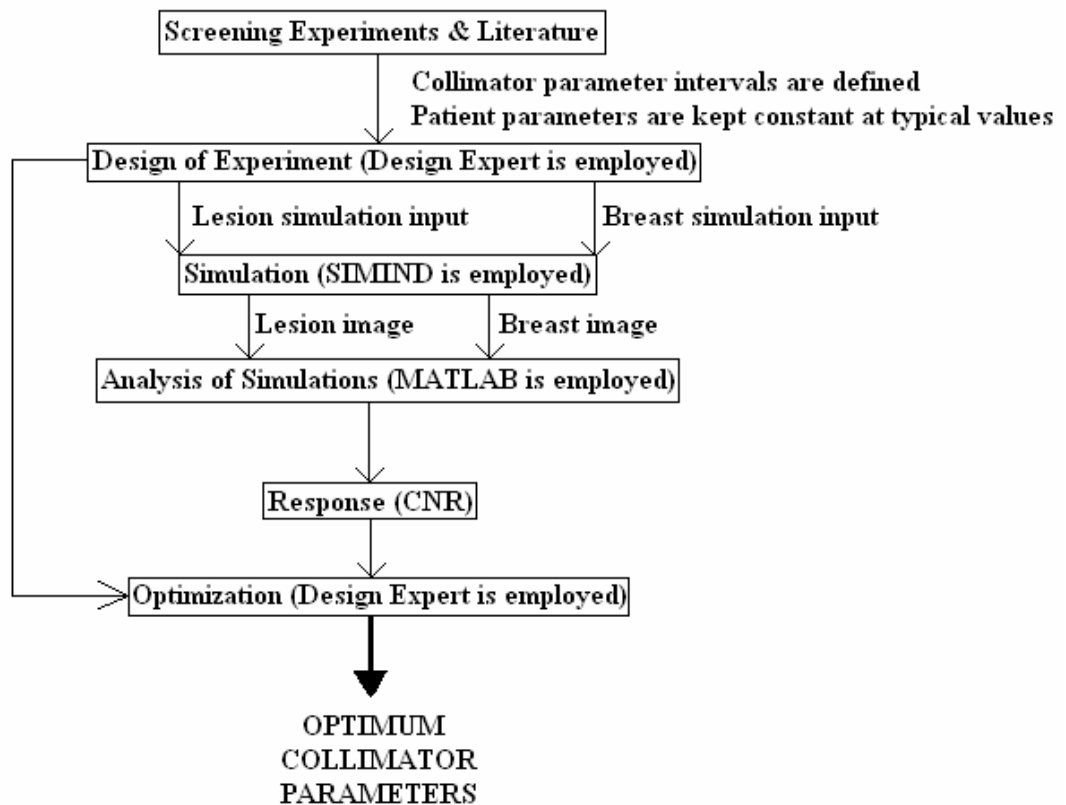 Screening Experiments & Literature
Collimator parameter intervals are defined
Patient parameters are kept constant at typical values
Design of Experiment (Design Expert is employed)
Lesion simulation input
Breast simulation input
Simulation (SIMIND is employed)
Lesion image
Breast image
Analysis of Simulations (MATLAB is employed)
Response (CNR)
Optimization (Design Expert is employed)
OPTIMUM
COLLIMATOR
PARAMETERS